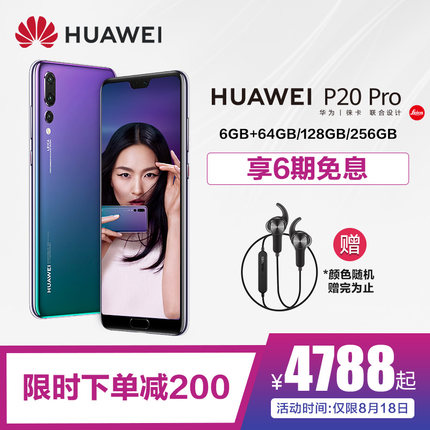 HUAWEI
HUAWEI P20 Pro
华为 | 徕卡 联合设计
Leica
6GB+64GB/128GB/256GB
享6期免息
赠
*颜色随机
赠完为止
HUAWEI
限时下单减200
¥4788起
活动时间:仅限8月18日